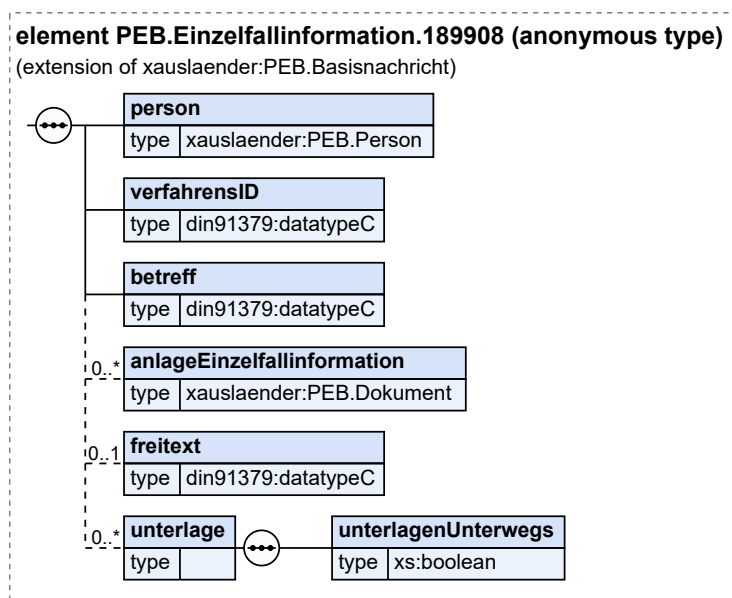 element PEB.Einzelfallinformation.189908 (anonymous type)
(extension of xauslaender:PEB.Basisnachricht)
person
type xauslaender:PEB.Person
verfahrensID
type din91379:datatypeC
betreff
type din91379:datatypeC
0..* anlageEinzelfallinformation
type xauslaender:PEB.Dokument
0..1 freitext
type din91379:datatypeC
0..* unterlage unterlagenUnterwegs
type type xs:boolean